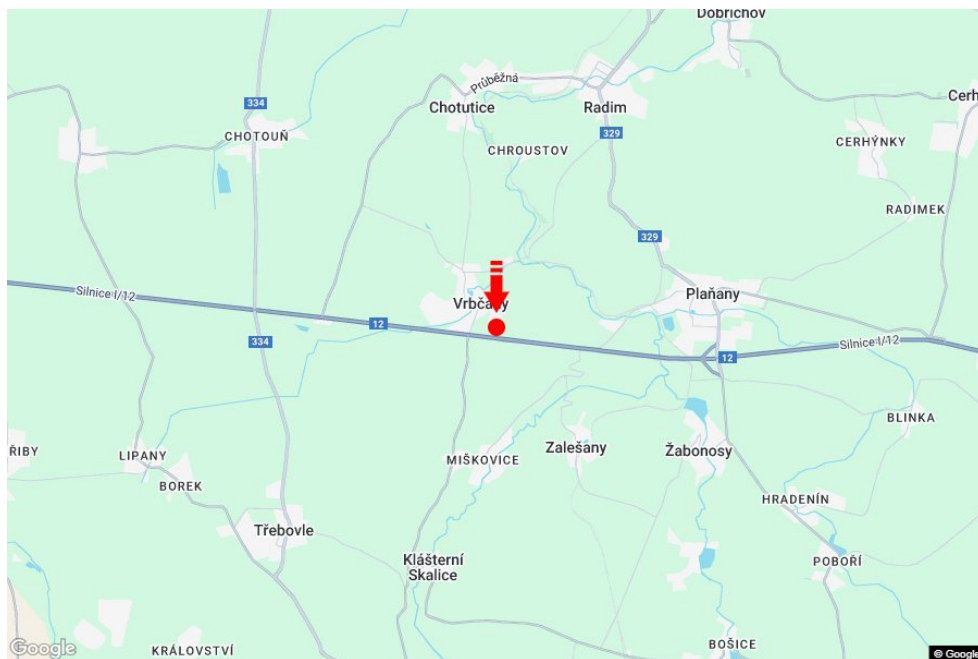 Dobřichov
Průběžná
Chotutice
Radim
334
CHOTOUŇ
329
Cerh
CERHÝNKY
CHROUSTOV
RADIMEK
329
Silnice I/12
Vrbčany
Plaňany
12
334
12
Silnice I/12
BLINKA
ŘIBY
LIPANY
BOREK
MIŠKOVICE
Zalešany
Žabonosy
HRADENÍN
Třebovle
Klášterní
Skalice
POBOŘÍ
KRÁLOVSTVÍ
BOŠICE
Google
© Google